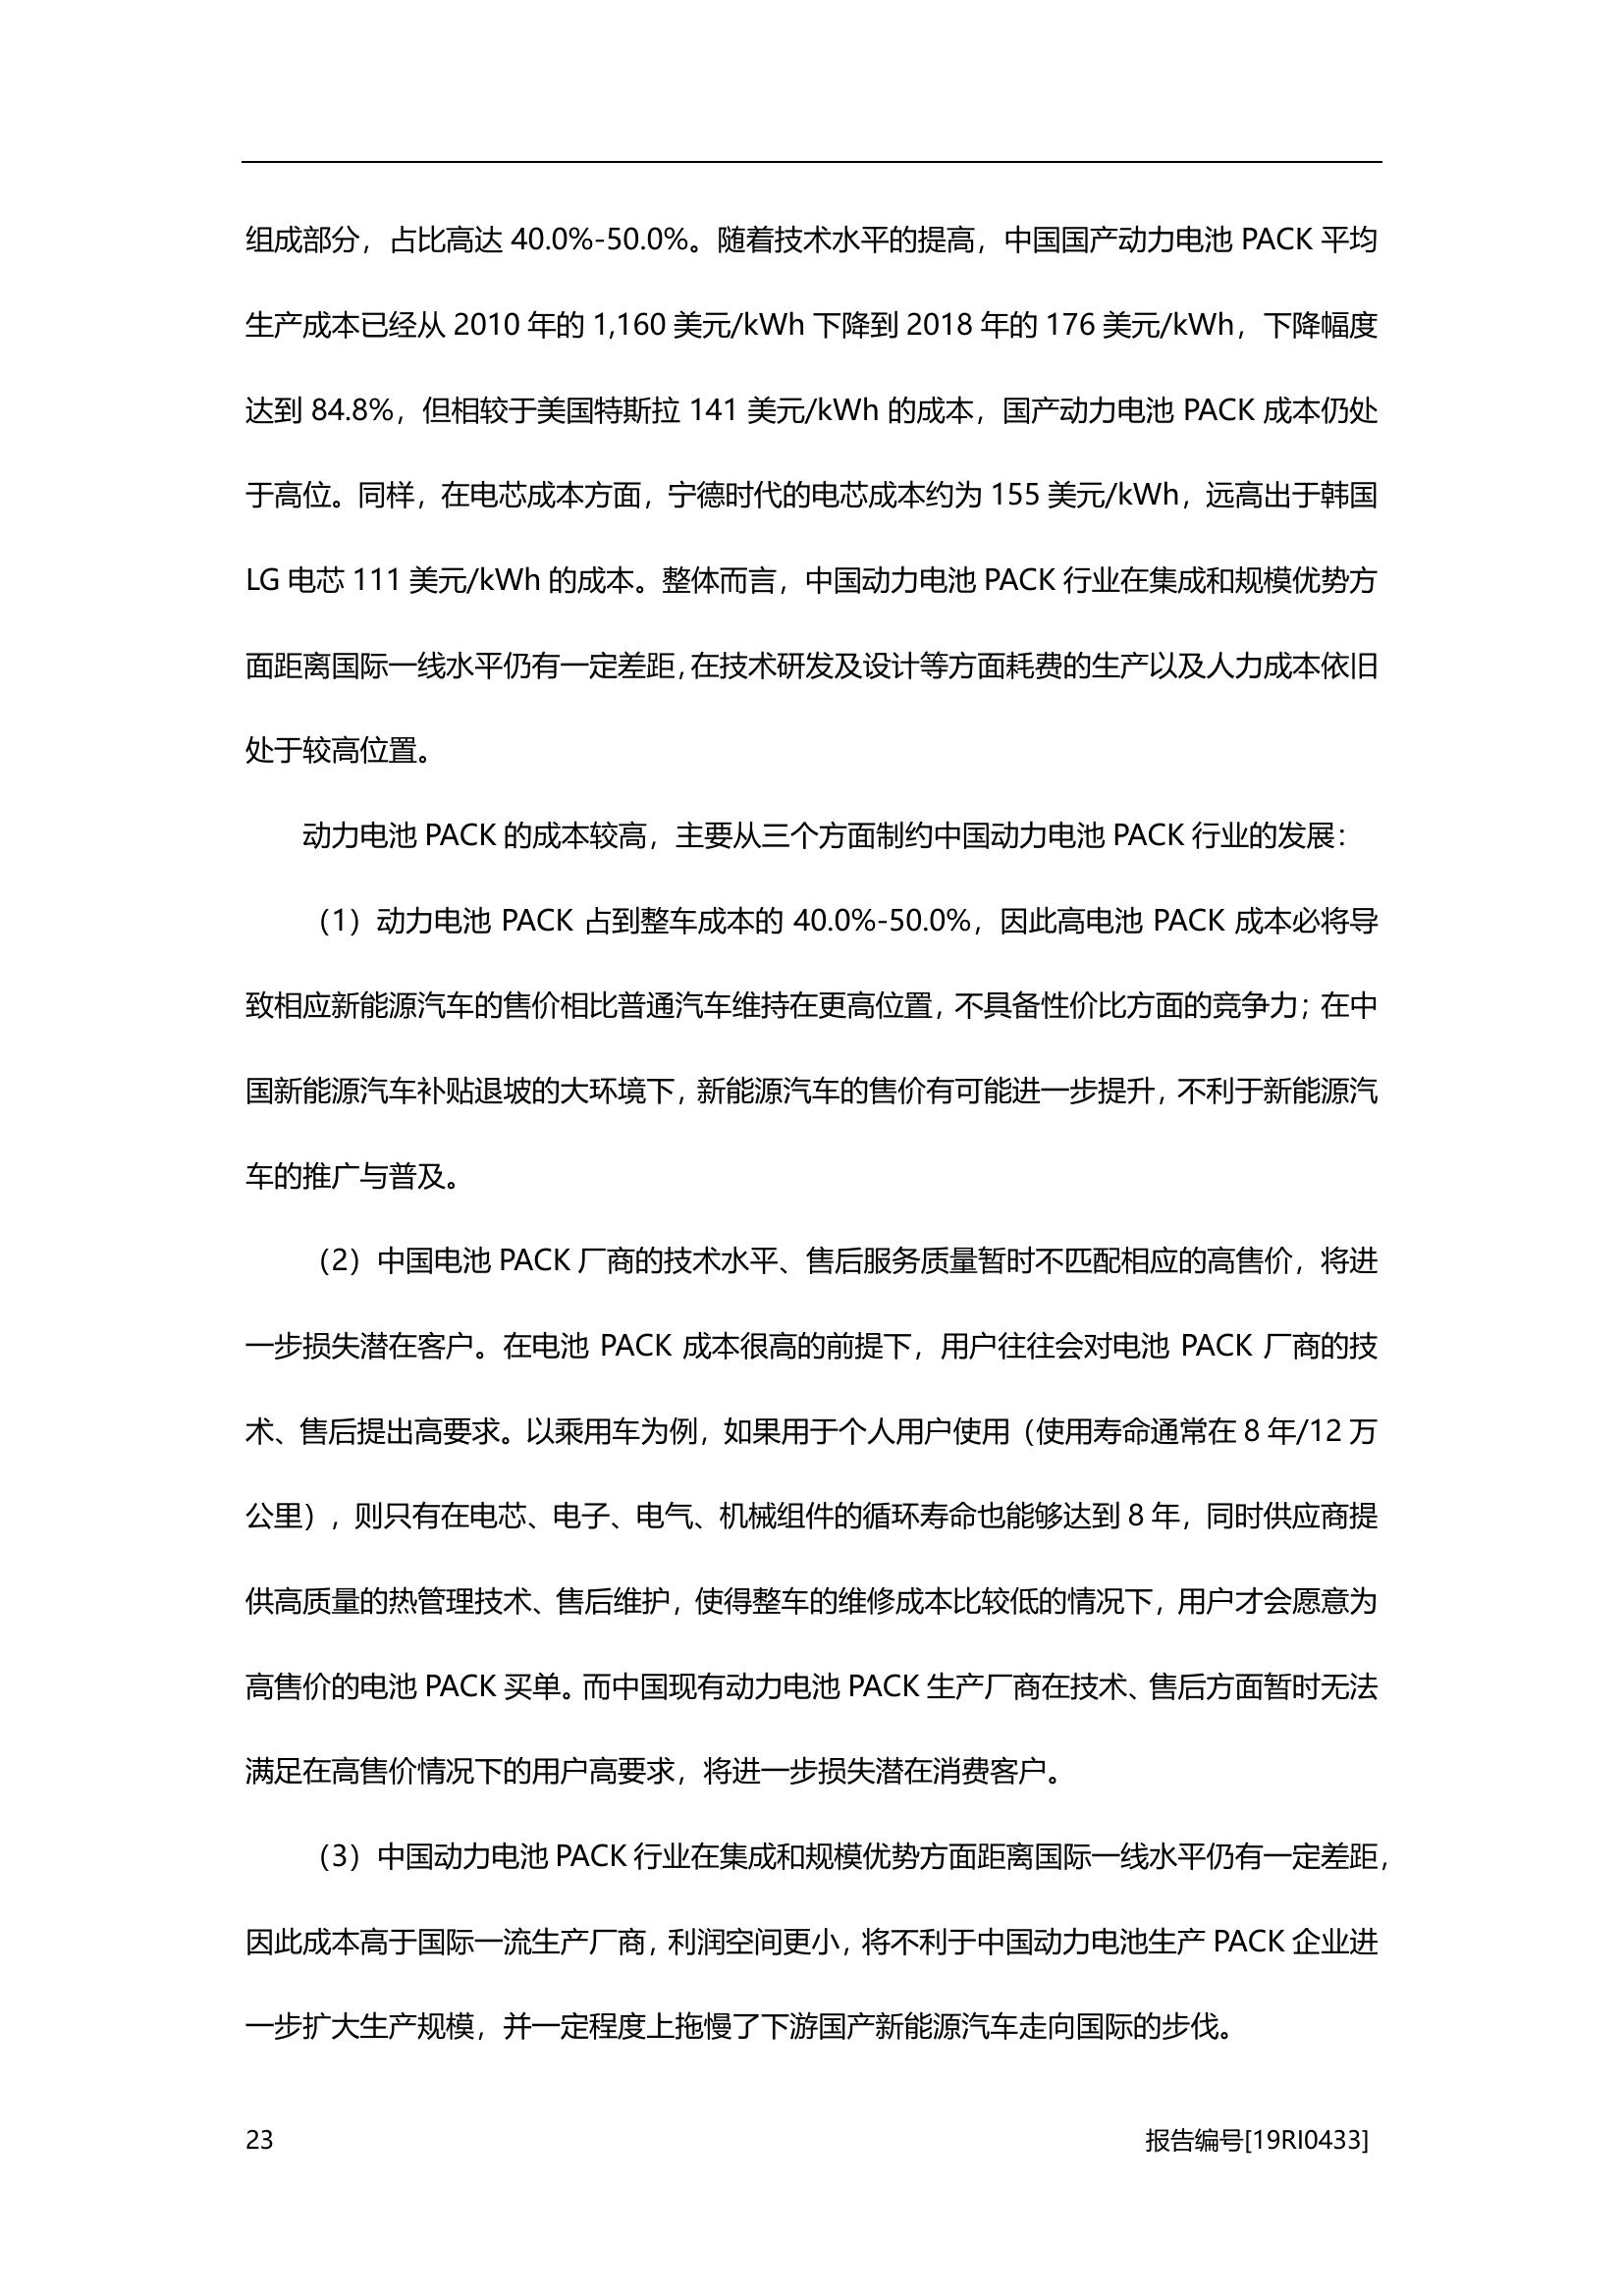 组成部分，占比高达 40.0%-50.0%。随着技术水平的提高，中国国产动力电池 PACK 平均
生产成本已经从 2010 年的 1,160 美元/kWh 下降到 2018 年的 176 美元/kWh，下降幅度
达到 84.8%，但相较于美国特斯拉 141 美元/kWh 的成本，国产动力电池 PACK 成本仍处
于高位。同样，在电芯成本方面，宁德时代的电芯成本约为 155 美元/kWh，远高出于韩国
LG 电芯 111 美元/kWh 的成本。整体而言，中国动力电池 PACK 行业在集成和规模优势方
面距离国际一线水平仍有一定差距，在技术研发及设计等方面耗费的生产以及人力成本依旧
处于较高位置。
动力电池 PACK 的成本较高，主要从三个方面制约中国动力电池 PACK 行业的发展：
（1）动力电池 PACK 占到整车成本的 40.0%-50.0%，因此高电池 PACK 成本必将导
致相应新能源汽车的售价相比普通汽车维持在更高位置，不具备性价比方面的竞争力；在中
国新能源汽车补贴退坡的大环境下，新能源汽车的售价有可能进一步提升，不利于新能源汽
车的推广与普及。
（2）中国电池 PACK 厂商的技术水平、售后服务质量暂时不匹配相应的高售价，将进
一步损失潜在客户。在电池 PACK 成本很高的前提下，用户往往会对电池 PACK 厂商的技
术、售后提出高要求。以乘用车为例，如果用于个人用户使用（使用寿命通常在 8 年/12 万
公里），则只有在电芯、电子、电气、机械组件的循环寿命也能够达到 8 年，同时供应商提
供高质量的热管理技术、售后维护，使得整车的维修成本比较低的情况下，用户才会愿意为
高售价的电池 PACK 买单。而中国现有动力电池 PACK 生产厂商在技术、售后方面暂时无法
满足在高售价情况下的用户高要求，将进一步损失潜在消费客户。
（3）中国动力电池 PACK 行业在集成和规模优势方面距离国际一线水平仍有一定差距，
因此成本高于国际一流生产厂商，利润空间更小，将不利于中国动力电池生产 PACK 企业进
一步扩大生产规模，并一定程度上拖慢了下游国产新能源汽车走向国际的步伐。
23
报告编号[19RI0433]